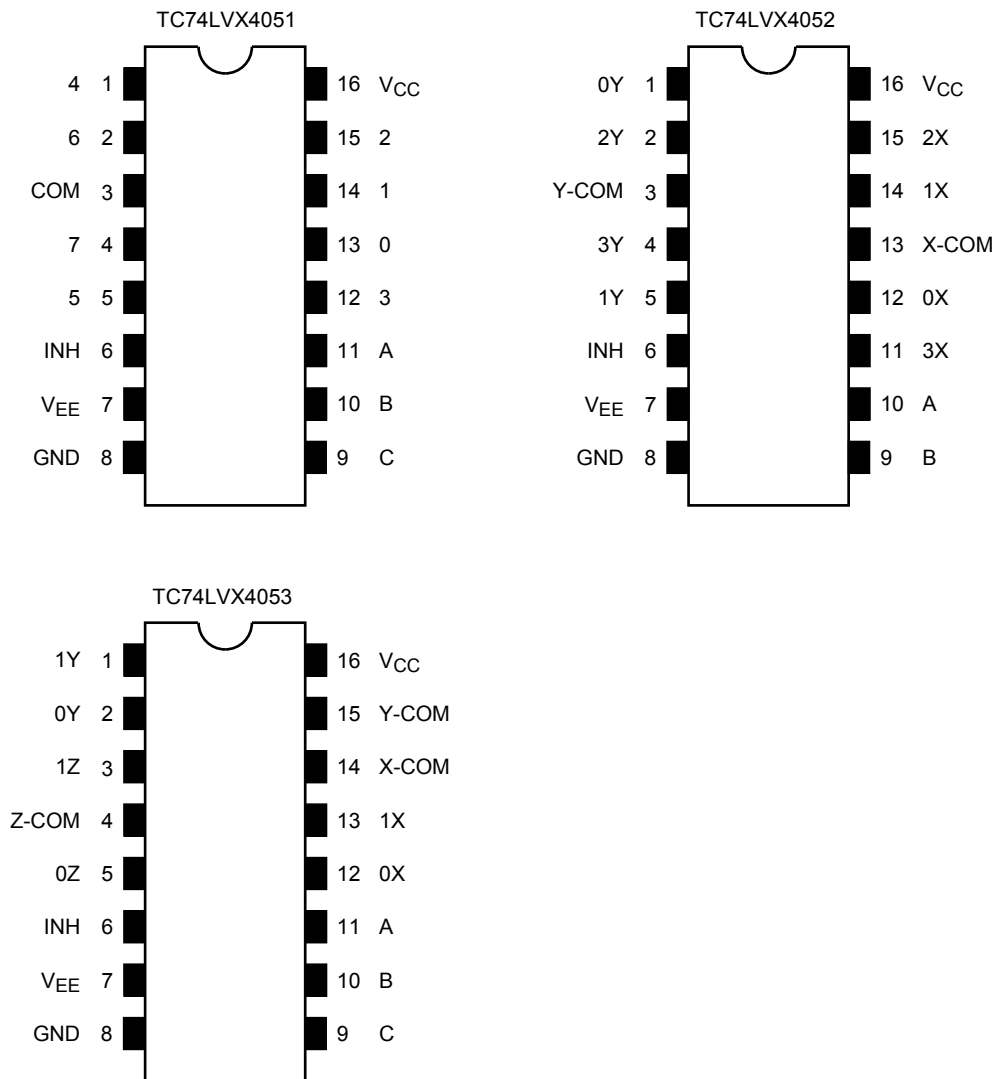 TC74LVX4051
4 1 16 VCC
6 2 15 2
COM 3 14 1
7 4 13 0
5 5 12 3
INH 6 11 A
VEE 7 10 B
GND 8 9 C
TC74LVX4052
0Y 1 16 VCC
2Y 2 15 2X
Y-COM 3 14 1X
3Y 4 13 X-COM
1Y 5 12 0X
INH 6 11 3X
VEE 7 10 A
GND 8 9 B
TC74LVX4053
1Y 1 16 VCC
0Y 2 15 Y-COM
1Z 3 14 X-COM
Z-COM 4 13 1X
0Z 5 12 0X
INH 6 11 A
VEE 7 10 B
GND 8 9 C